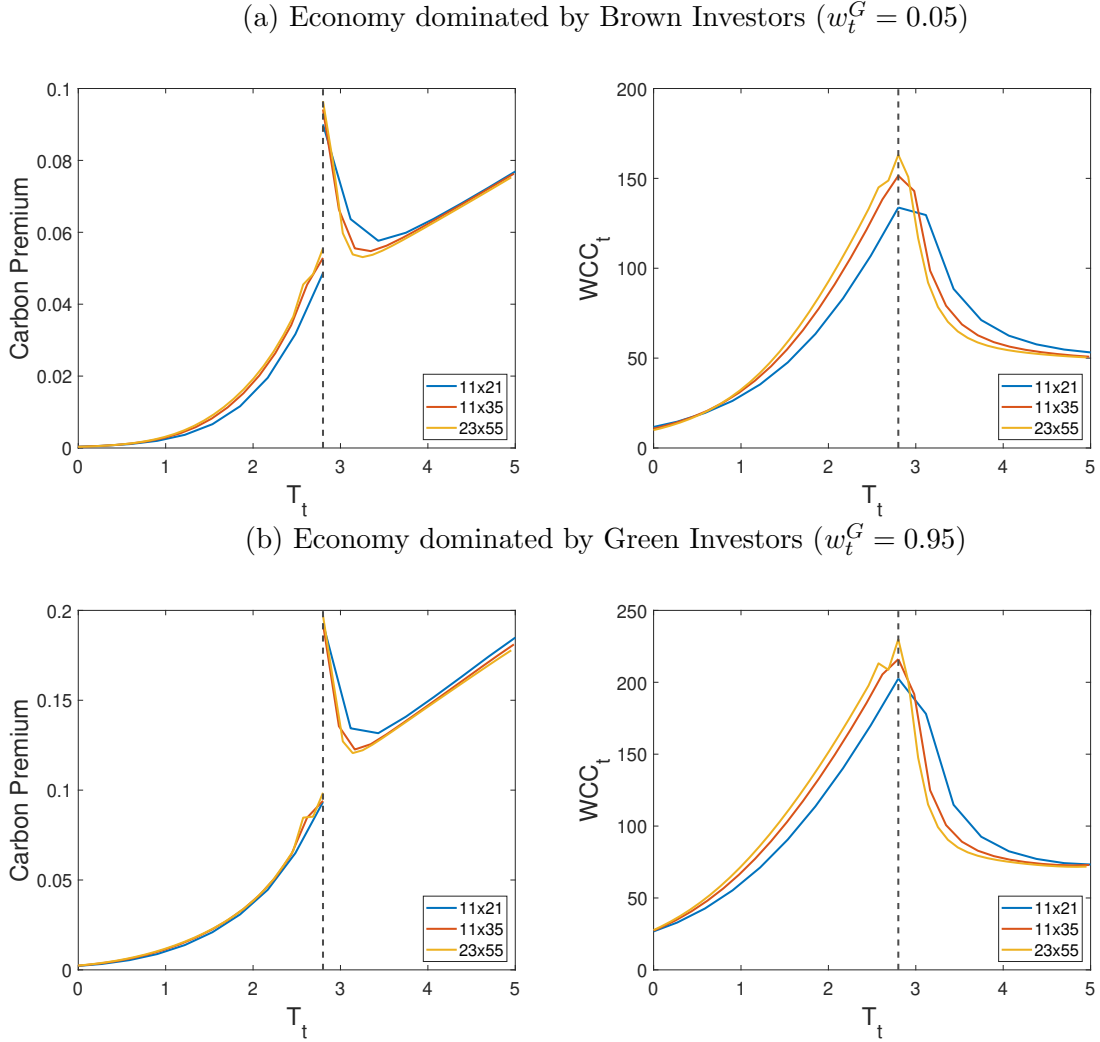 (a) Economy dominated by Brown Investors ($w_t^G = 0.05$)
Carbon Premium
0.1
0.08
0.06
0.04
0.02
0
0 1 2 3 4 5
T_t
11x21
11x35
23x55
WCC_t
200
150
100
50
0
0 1 2 3 4 5
T_t
11x21
11x35
23x55
(b) Economy dominated by Green Investors ($w_t^G = 0.95$)
Carbon Premium
0.2
0.15
0.1
0.05
0
0 1 2 3 4 5
T_t
11x21
11x35
23x55
WCC_t
250
200
150
100
50
0
0 1 2 3 4 5
T_t
11x21
11x35
23x55